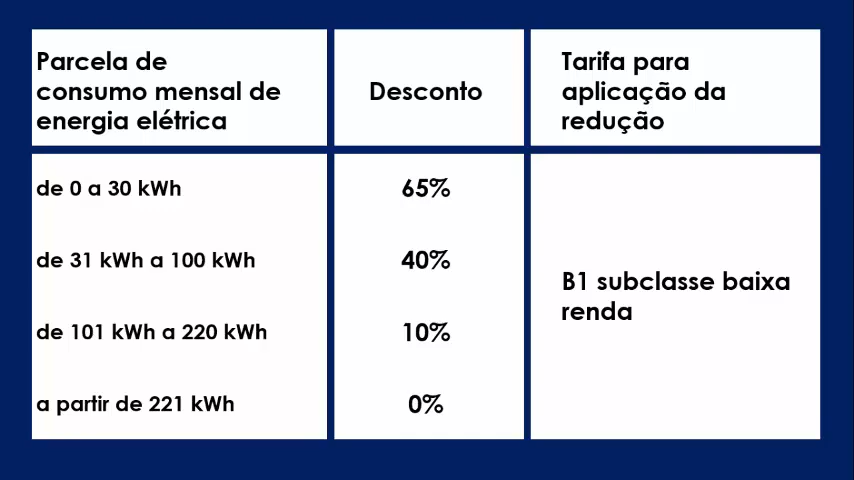 Parcela de
consumo mensal de
energia elétrica
Desconto
Tarifa para
aplicação da
redução
de 0 a 30 kWh
65%
de 31 kWh a 100 kWh
40%
de 101 kWh a 220 kWh
10%
a partir de 221 kWh
0%
B1 subclasse baixa
renda